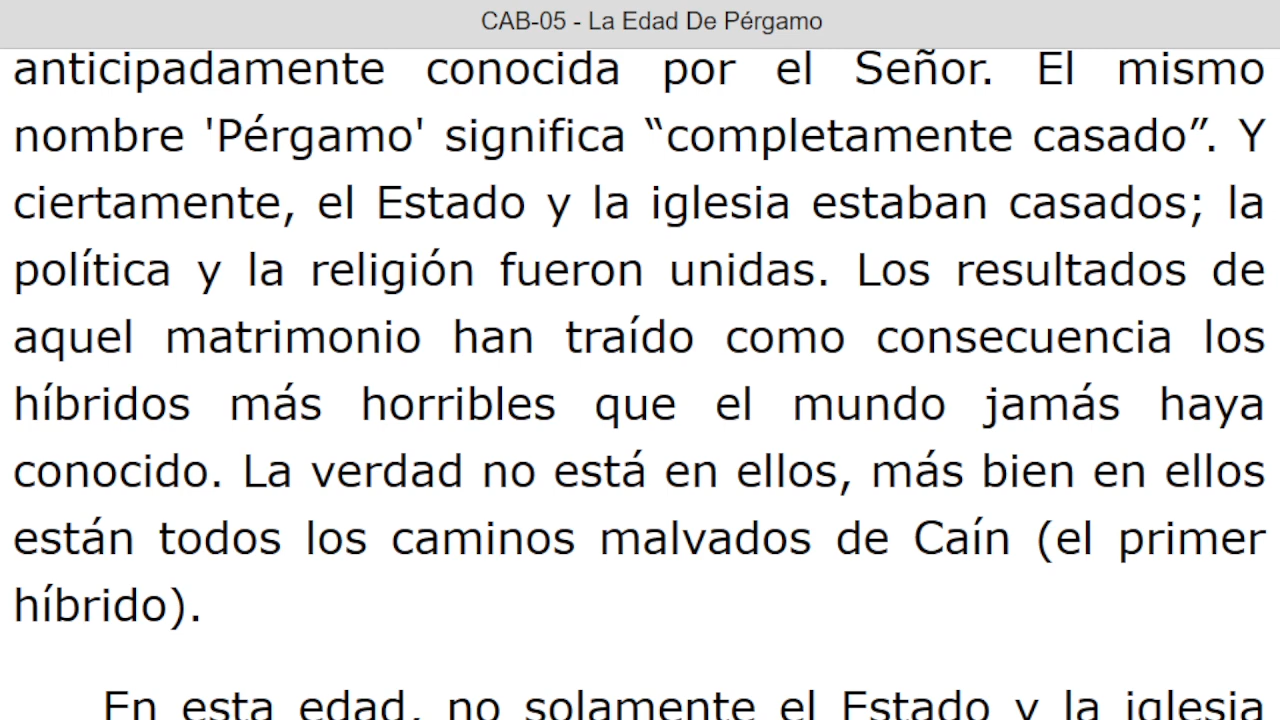 CAB-05 - La Edad De Pérgamo
anticipadamente conocida por el Señor. El mismo
nombre 'Pérgamo' significa “completamente casado”. Y
ciertamente, el Estado y la iglesia estaban casados; la
política y la religión fueron unidas. Los resultados de
aquel matrimonio han traído como consecuencia los
híbridos más horribles que el mundo jamás haya
conocido. La verdad no está en ellos, más bien en ellos
están todos los caminos malvados de Caín (el primer
híbrido).
En esta edad, no solamente el Estado y la iglesia